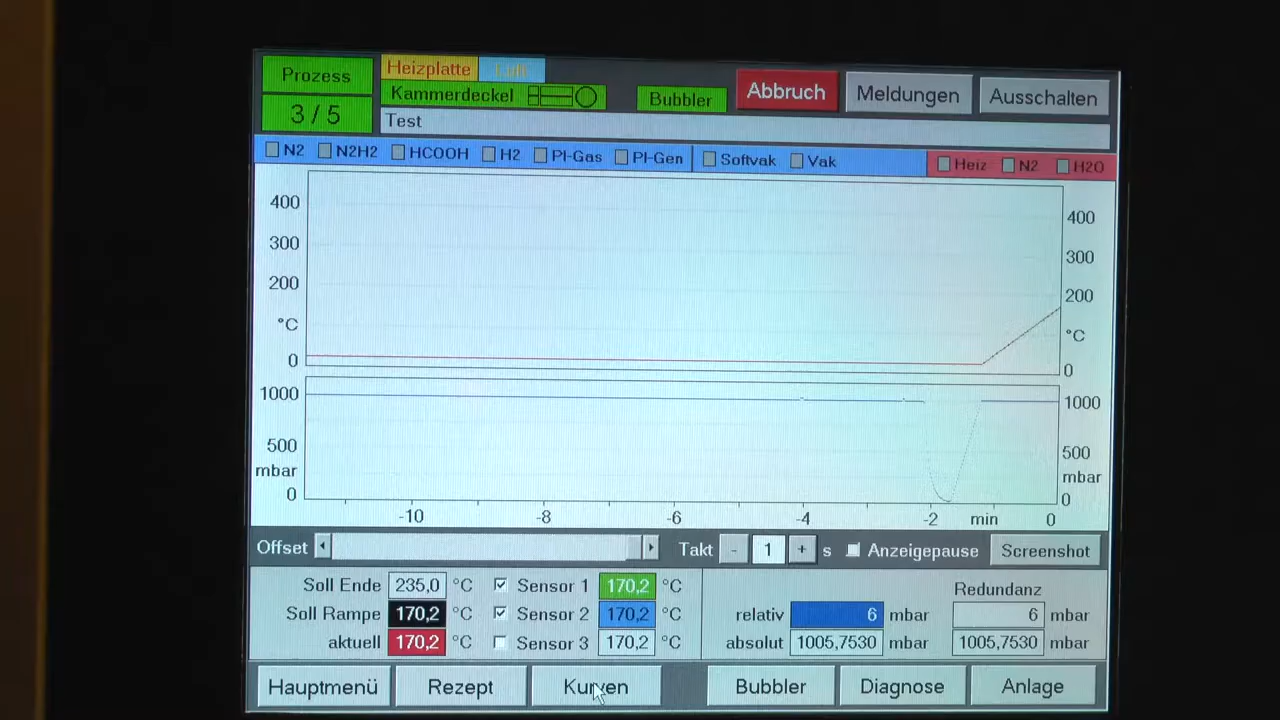 Prozess
3 / 5
Heizplatte Luft
Kammerdeckel
Bubbler
Abbruch
Meldungen
Ausschalten
Test
N2 N2H2 HCOOH H2 Pl-Gas Pl-Gen Softvak Vak Heiz N2 H2O
400 400
300 300
200 200
°C °C
0 0
1000 1000
500 500
mbar mbar
0 0
-10 -8 -6 -4 -2 min 0
Offset Takt - 1 + s Anzeigepause Screenshot
Redundanz
Soll Ende 235,0 °C Sensor 1 170,2 °C
Soll Rampe 170,2 °C Sensor 2 170,2 °C relativ 6 mbar 6 mbar
aktuell 170,2 °C Sensor 3 170,2 °C absolut 1005,7530 mbar 1005,7530 mbar
Hauptmenü Rezept Kurven Bubbler Diagnose Anlage